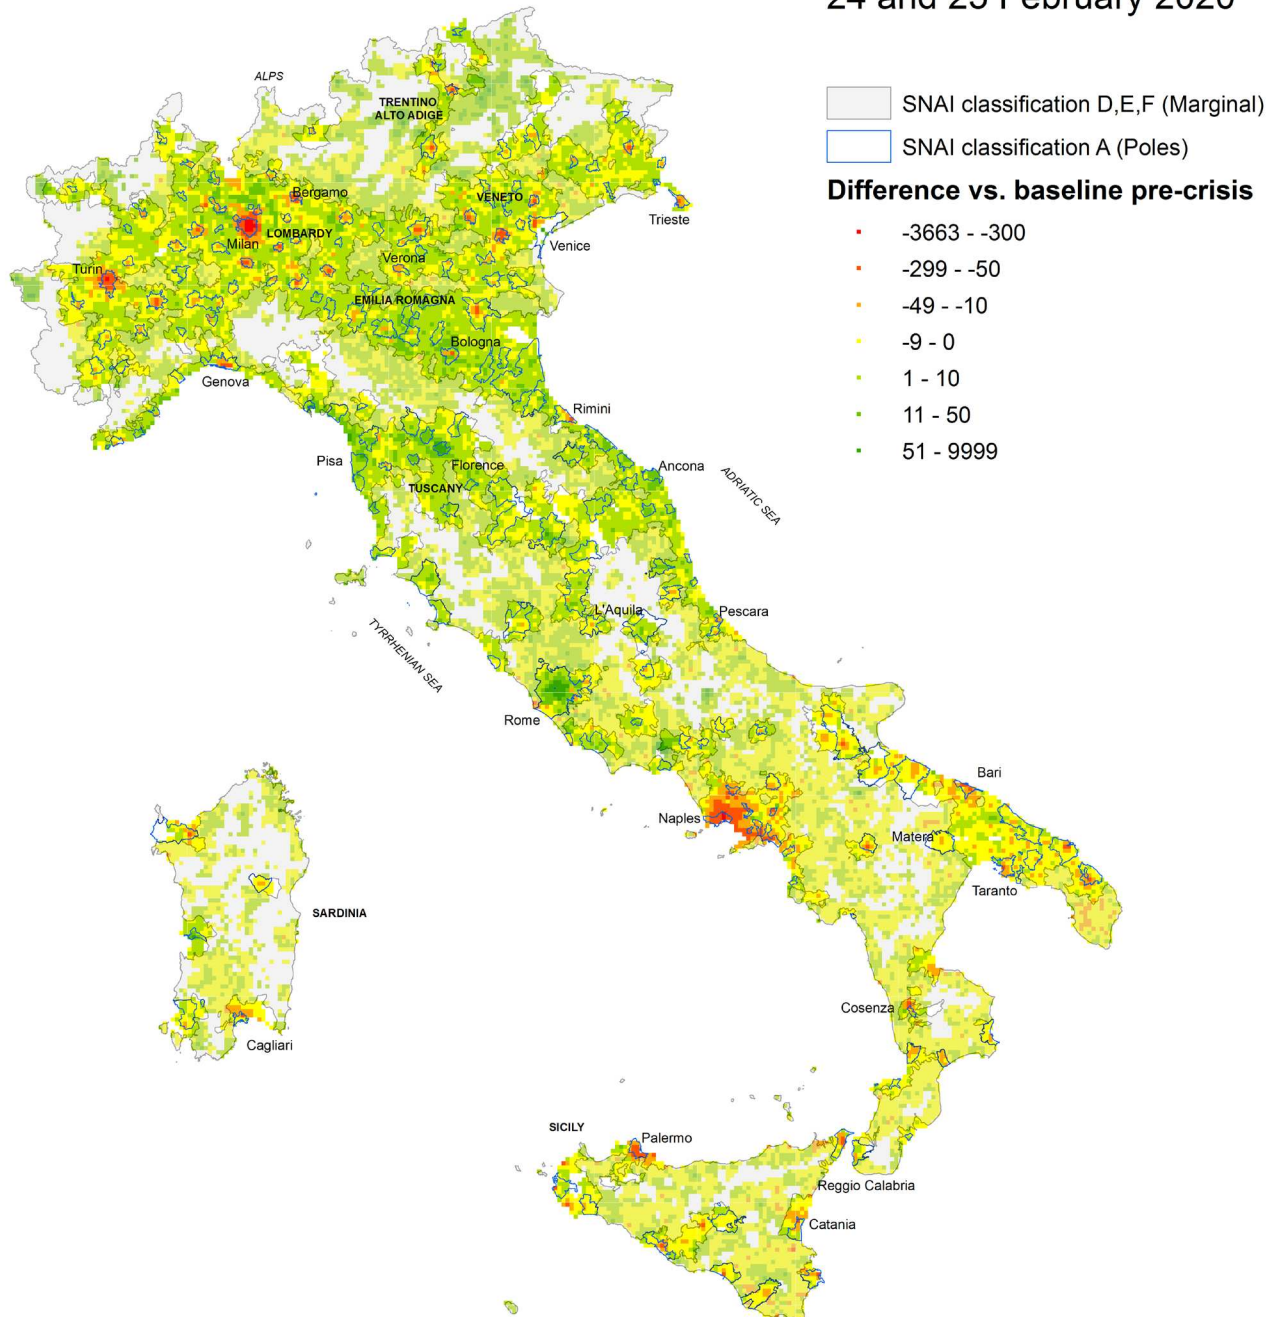 24 and 25 February 2020
SNAI classification D,E,F (Marginal)
SNAI classification A (Poles)
Difference vs. baseline pre-crisis
-3663 - -300
-299 - -50
-49 - -10
-9 - 0
1 - 10
11 - 50
51 - 9999
ALPS
TRENTINO
ALTO ADIGE
Bergamo
VENETO
Trieste
Milan
LOMBARDY
Venice
Verona
Turin
EMILIA ROMAGNA
Bologna
Genova
Rimini
Pisa
Florence
Ancona
ADRIATIC SEA
TUSCANY
L'Aquila
Pescara
TYRRHENIAN SEA
Rome
Bari
Naples
Matera
Taranto
SARDINIA
Cosenza
Cagliari
SICILY
Palermo
Reggio Calabria
Catania